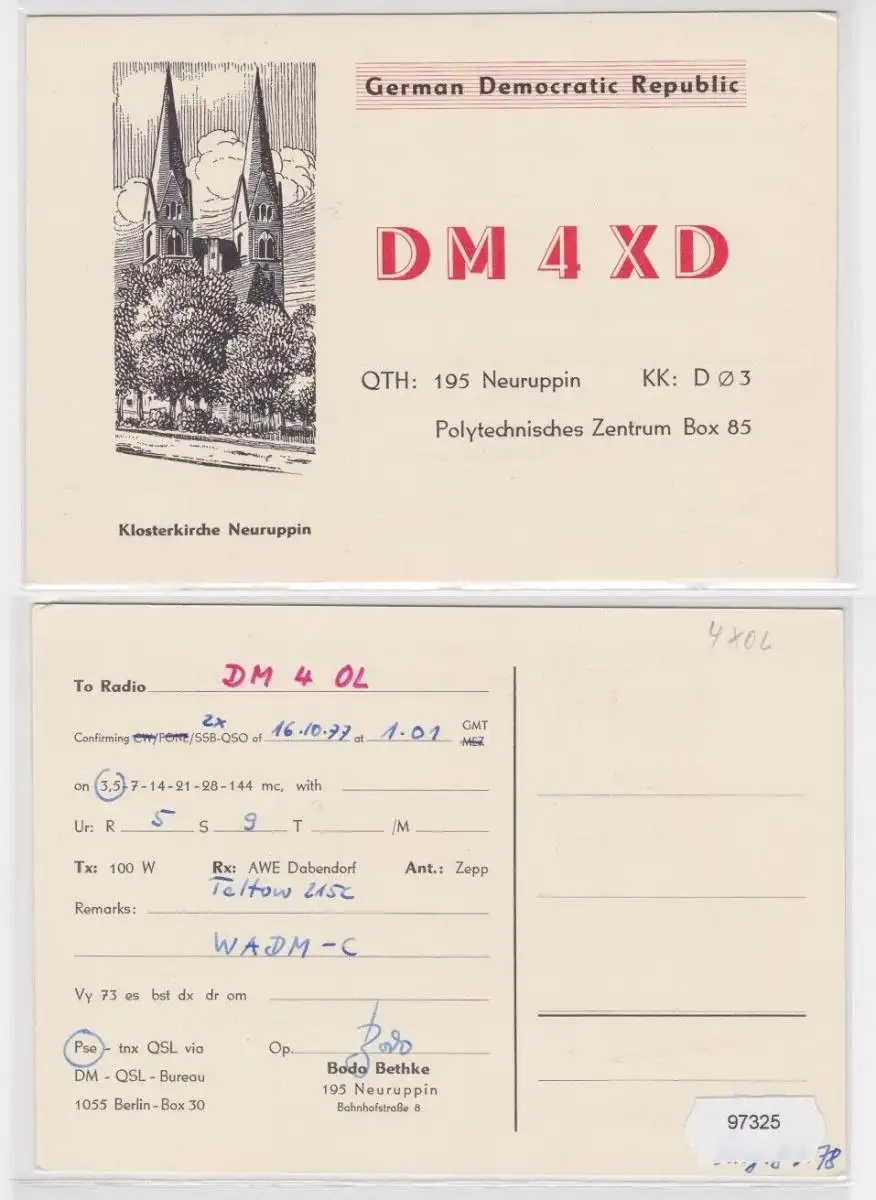 German Democratic Republic
DM 4 XD
QTH: 195 Neuruppin KK: D Ø 3
Polytechnisches Zentrum Box 85
Klosterkirche Neuruppin
4XOL
To Radio DM 4 OL
2x
Confirming CW/FONE/SSB-QSO of 16.10.77 at 1.01 GMT
MEZ
on 3,5-7-14-21-28-144 mc, with
Ur: R 5 S 9 T /M
Tx: 100 W Rx: AWE Dabendorf Ant.: Zepp
Teltow 215c
Remarks:
WADM-C
Vy 73 es bst dx dr om
Pse - tnx QSL via Op. Bodo
DM - QSL - Bureau Bodo Bethke
1055 Berlin - Box 30 195 Neuruppin
Bahnhofstraße 8
97325
78